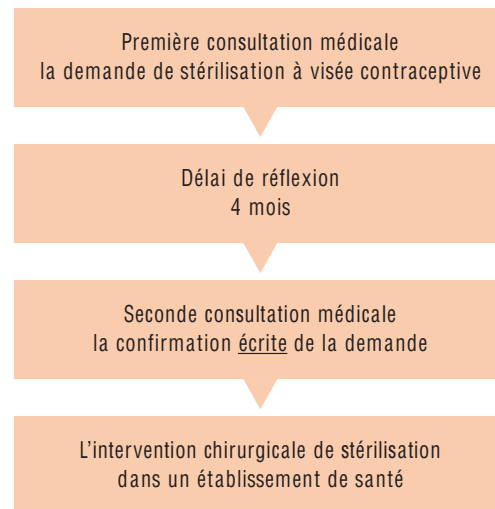 Première consultation médicale
la demande de stérilisation à visée contraceptive
Délai de réflexion
4 mois
Seconde consultation médicale
la confirmation écrite de la demande
L'intervention chirurgicale de stérilisation
dans un établissement de santé